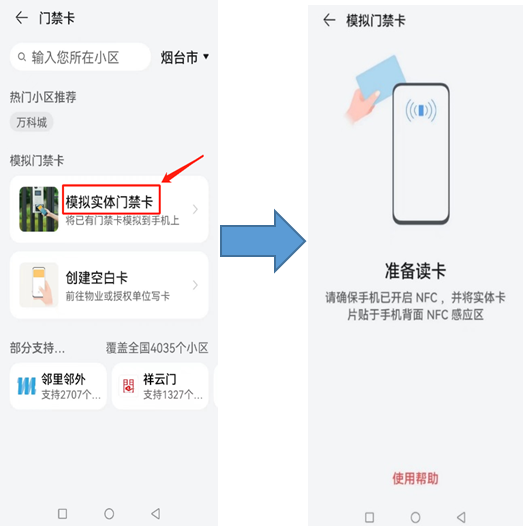 门禁卡
输入您所在小区
烟台市
热门小区推荐
万科城
模拟门禁卡
模拟实体门禁卡
将已有门禁卡模拟到手机上
创建空白卡
前往物业或授权单位写卡
部分支持... 覆盖全国4035个小区
邻里邻外
支持2707个...
祥云门
支持1327个...
模拟门禁卡
准备读卡
请确保手机已开启 NFC ，并将实体卡
片贴于手机背面 NFC 感应区
使用帮助